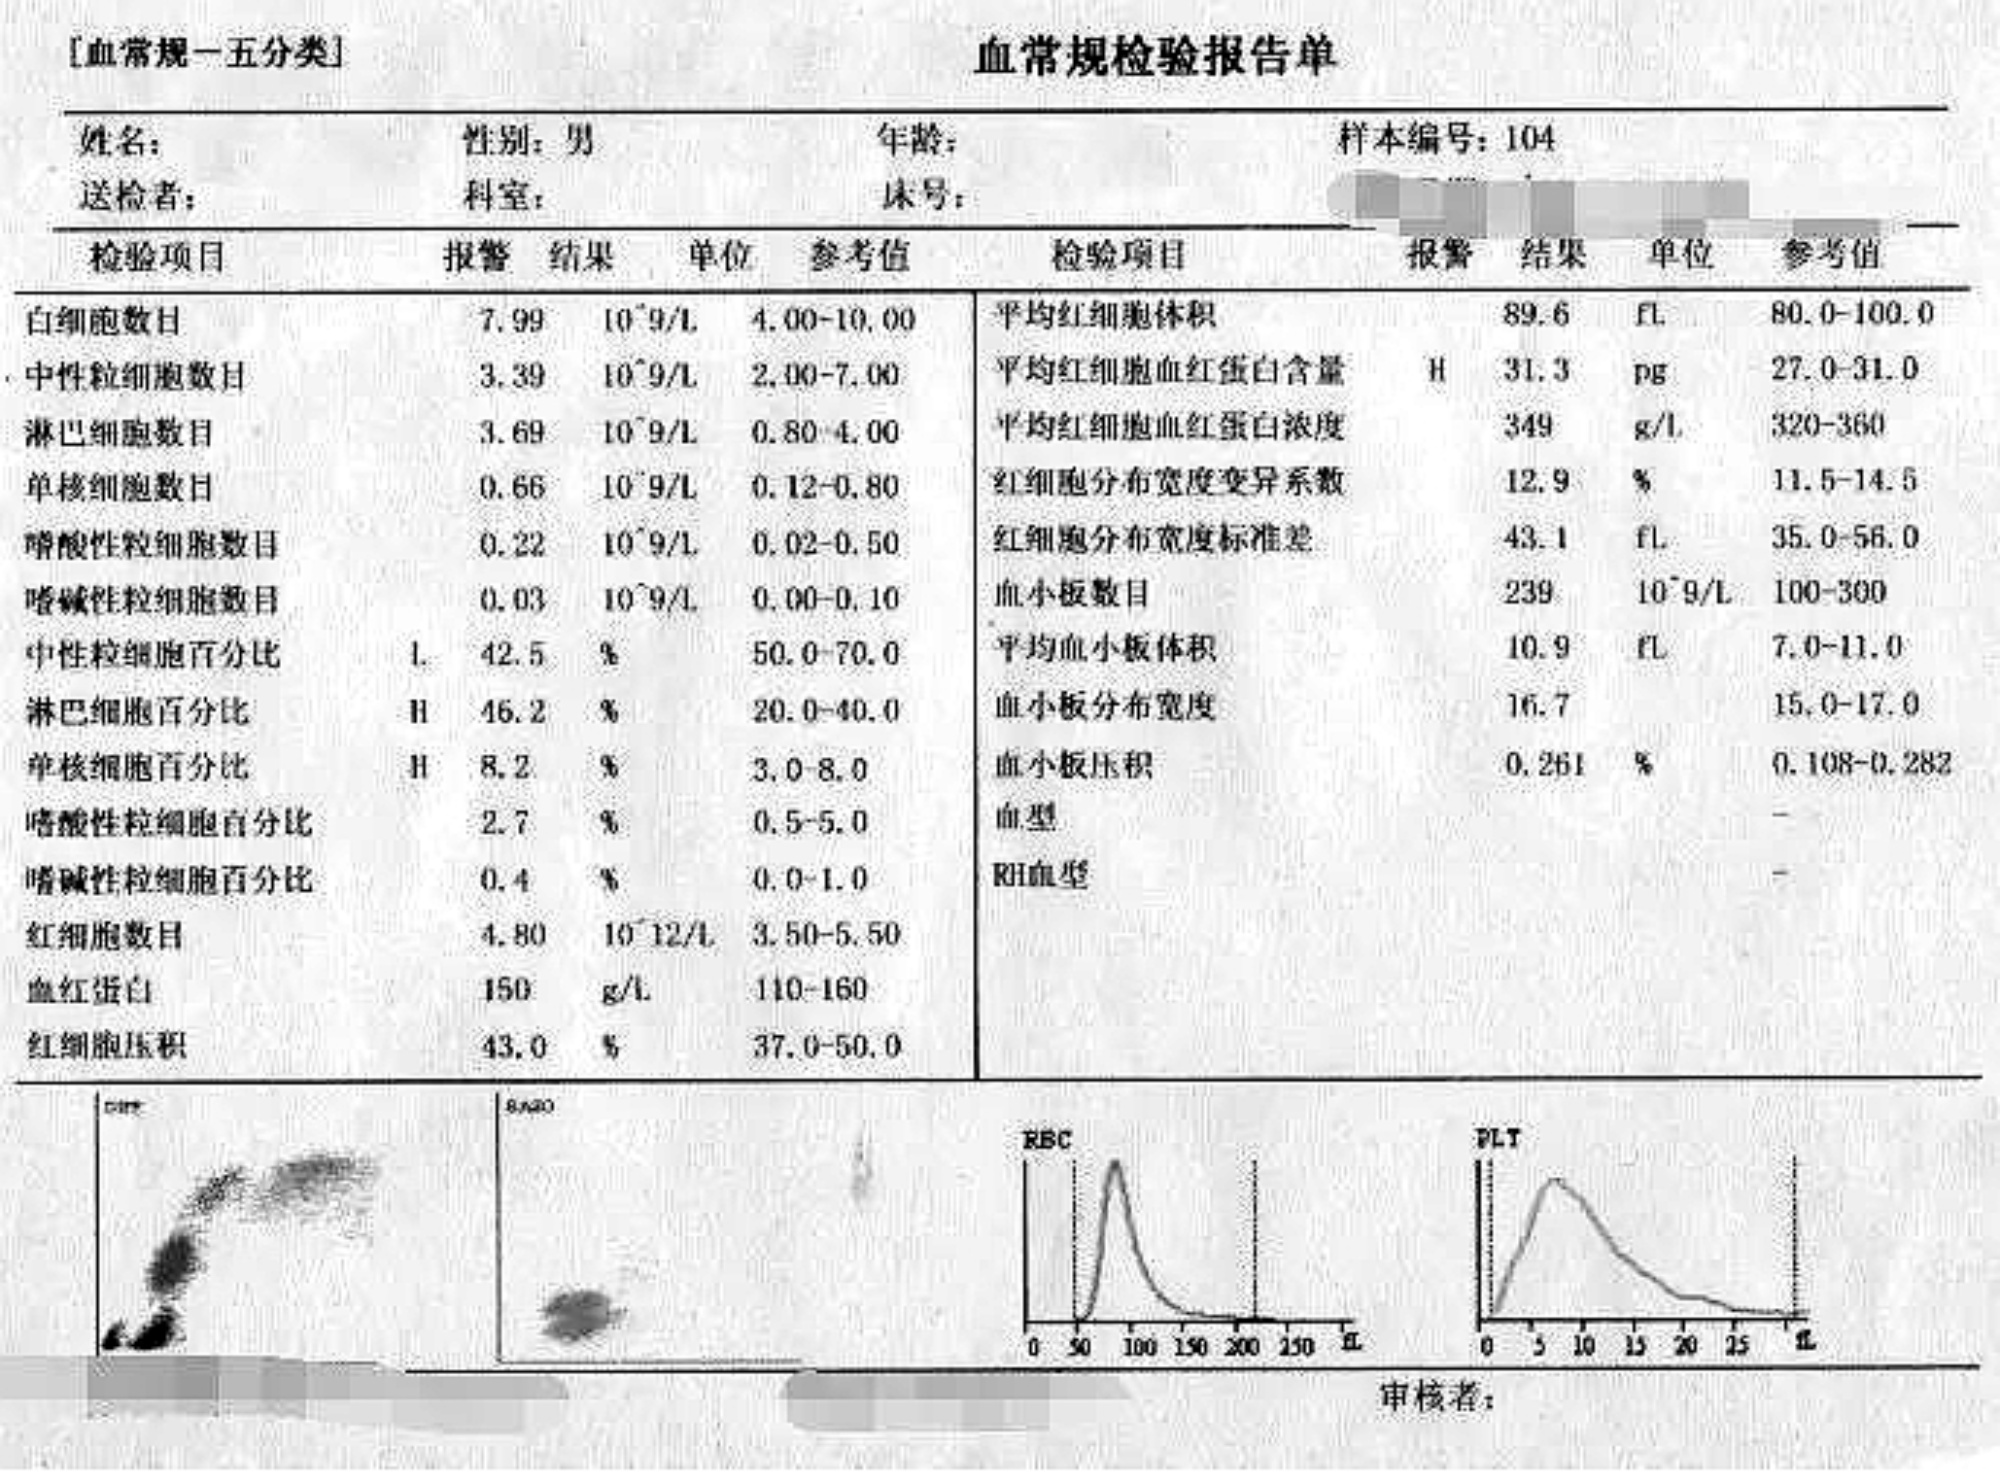 [血常规－五分类] 血常规检验报告单
姓名： 性别：男 年龄： 样本编号：104
送检者： 科室： 床号：
检验项目 报警 结果 单位 参考值 检验项目 报警 结果 单位 参考值
白细胞数目 7.99 10^9/L 4.00-10.00 平均红细胞体积 89.6 fL 80.0-100.0
中性粒细胞数目 3.39 10^9/L 2.00-7.00 平均红细胞血红蛋白含量 H 31.3 pg 27.0-31.0
淋巴细胞数目 3.69 10^9/L 0.80-4.00 平均红细胞血红蛋白浓度 349 g/L 320-360
单核细胞数目 0.66 10^9/L 0.12-0.80 红细胞分布宽度变异系数 12.9 % 11.5-14.5
嗜酸性粒细胞数目 0.22 10^9/L 0.02-0.50 红细胞分布宽度标准差 43.1 fL 35.0-56.0
嗜碱性粒细胞数目 0.03 10^9/L 0.00-0.10 血小板数目 239 10^9/L 100-300
中性粒细胞百分比 L 42.5 % 50.0-70.0 平均血小板体积 10.9 fL 7.0-11.0
淋巴细胞百分比 H 46.2 % 20.0-40.0 血小板分布宽度 16.7 15.0-17.0
单核细胞百分比 H 8.2 % 3.0-8.0 血小板压积 0.261 % 0.108-0.282
嗜酸性粒细胞百分比 2.7 % 0.5-5.0 血型 -
嗜碱性粒细胞百分比 0.4 % 0.0-1.0 RH血型 -
红细胞数目 4.80 10^12/L 3.50-5.50
血红蛋白 150 g/L 110-160
红细胞压积 43.0 % 37.0-50.0
DIFF BASO RBC PLT
0 50 100 150 200 250 fL 0 5 10 15 20 25 fL
审核者：